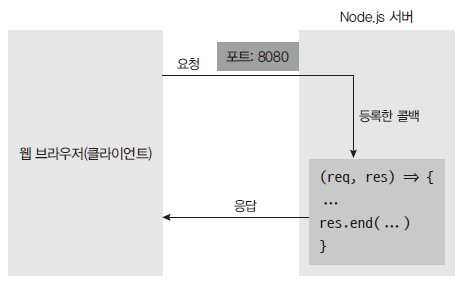 Node.js 서버
포트: 8080
요청
등록한 콜백
웹 브라우저(클라이언트)
(req, res) => {
...
res.end(...)
}
응답